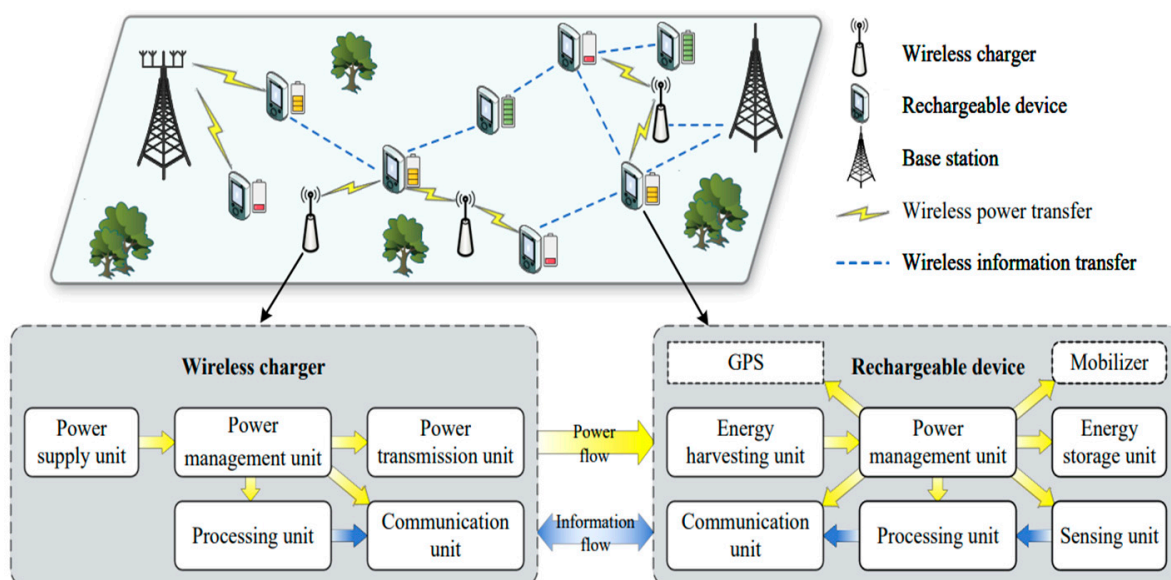 Wireless charger
Rechargeable device
Base station
Wireless power transfer
Wireless information transfer
Wireless charger
Power
supply unit
Power
management unit
Power
transmission unit
Processing unit
Communication
unit
Power
flow
Information
flow
GPS
Rechargeable device
Mobilizer
Energy
harvesting unit
Power
management unit
Energy
storage unit
Communication
unit
Processing unit
Sensing unit